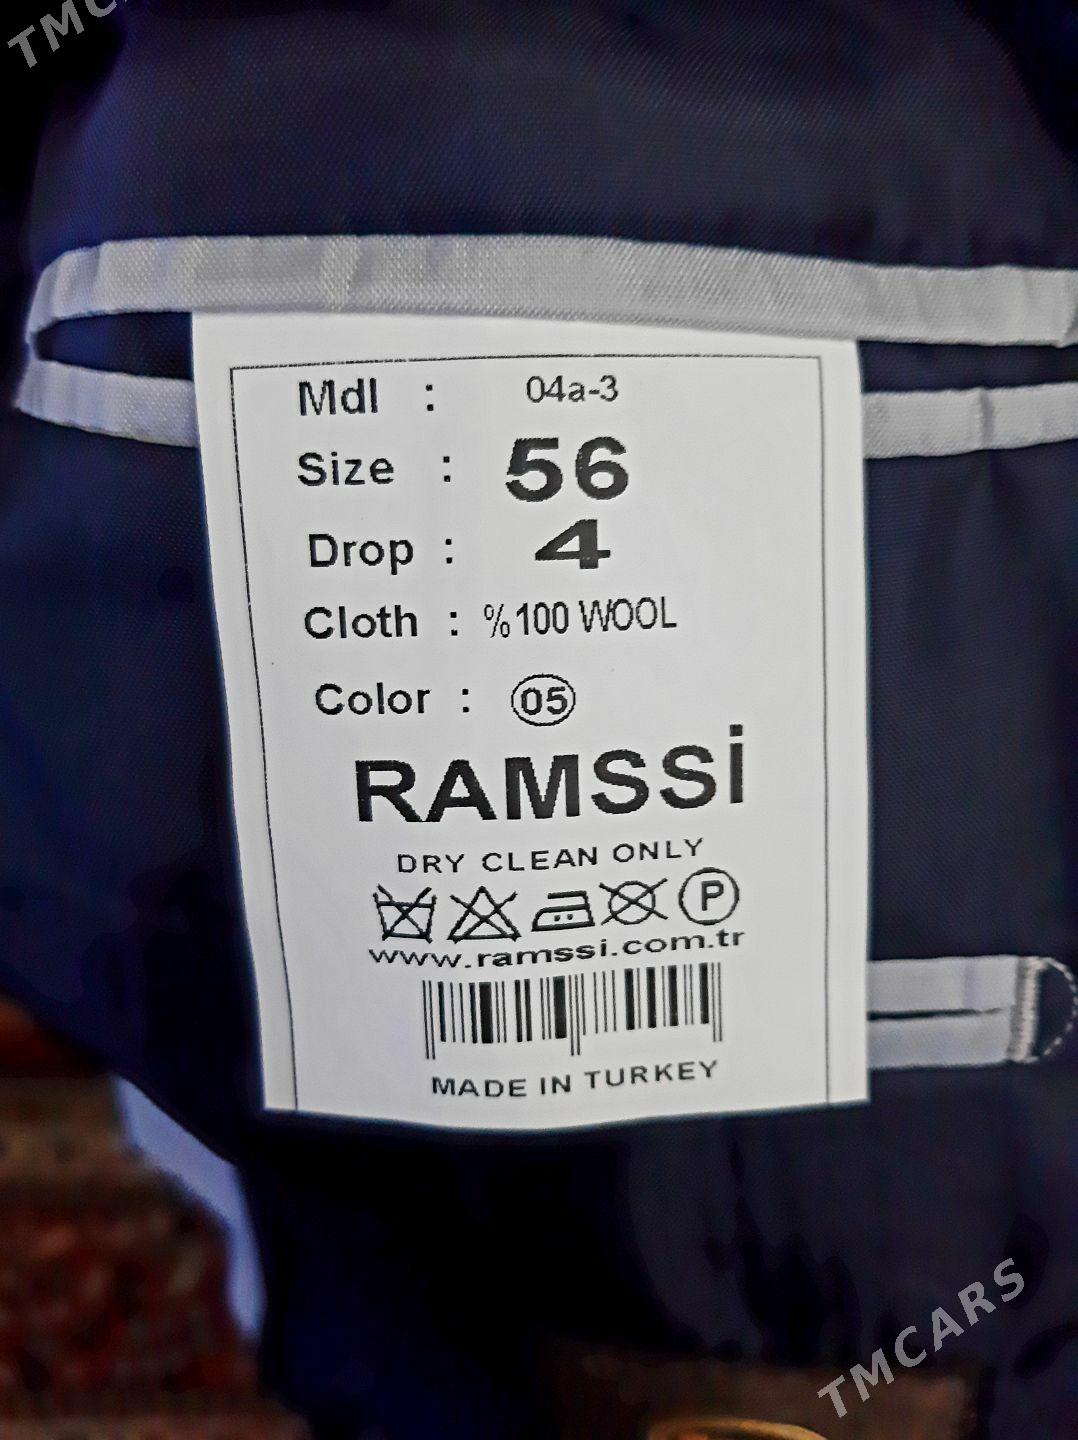 TMC
Mdl : 04a-3
Size : 56
Drop : 4
Cloth : %100 WOOL
Color : 05
RAMSSİ
DRY CLEAN ONLY
P
www.ramssi.com.tr
MADE IN TURKEY
TMCARS